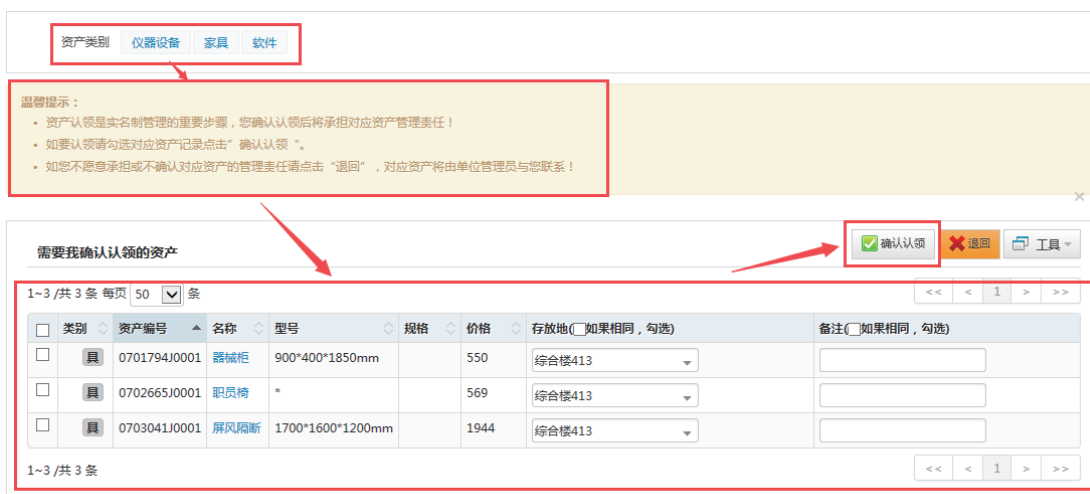 资产类别 仪器设备 家具 软件
温馨提示：
• 资产认领是实名制管理的重要步骤，您确认认领后将承担对应资产管理责任！
• 如要认领请勾选对应资产记录点击”确认认领“。
• 如您不愿意承担或不确认对应资产的管理责任请点击“退回”，对应资产将由单位管理员与您联系！
×
需要我确认认领的资产 确认认领 退回 工具
1~3 /共 3 条 每页 50 条 << < 1 > >>
类别 资产编号 名称 型号 规格 价格 存放地(如果相同，勾选) 备注(如果相同，勾选)
具 0701794J0001 器械柜 900*400*1850mm 550 综合楼413
具 0702665J0001 职员椅 * 569 综合楼413
具 0703041J0001 屏风隔断 1700*1600*1200mm 1944 综合楼413
1~3 /共 3 条 << < 1 > >>